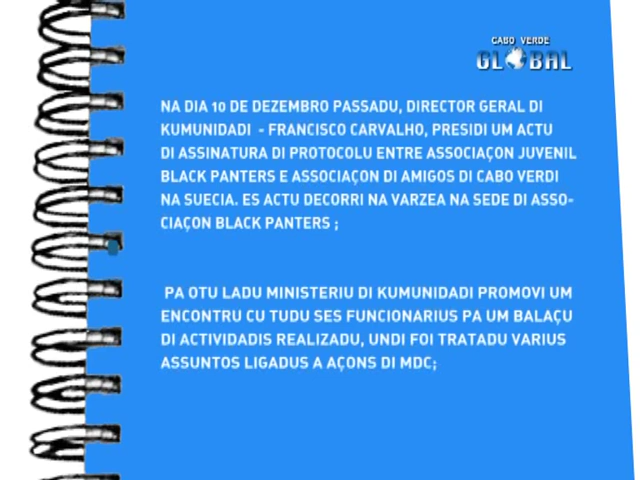 CABO VERDE
GLOBAL
NA DIA 10 DE DEZEMBRO PASSADU, DIRECTOR GERAL DI
KUMUNIDADI - FRANCISCO CARVALHO, PRESIDI UM ACTU
DI ASSINATURA DI PROTOCOLU ENTRE ASSOCIAÇON JUVENIL
BLACK PANTERS E ASSOCIAÇON DI AMIGOS DI CABO VERDI
NA SUECIA. ES ACTU DECORRI NA VARZEA NA SEDE DI ASSO-
CIAÇON BLACK PANTERS ;
PA OTU LADU MINISTERIU DI KUMUNIDADI PROMOVI UM
ENCONTRU CU TUDU SES FUNCIONARIUS PA UM BALAÇU
DI ACTIVIDADIS REALIZADU, UNDI FOI TRATADU VARIUS
ASSUNTOS LIGADUS A AÇONS DI MDC;